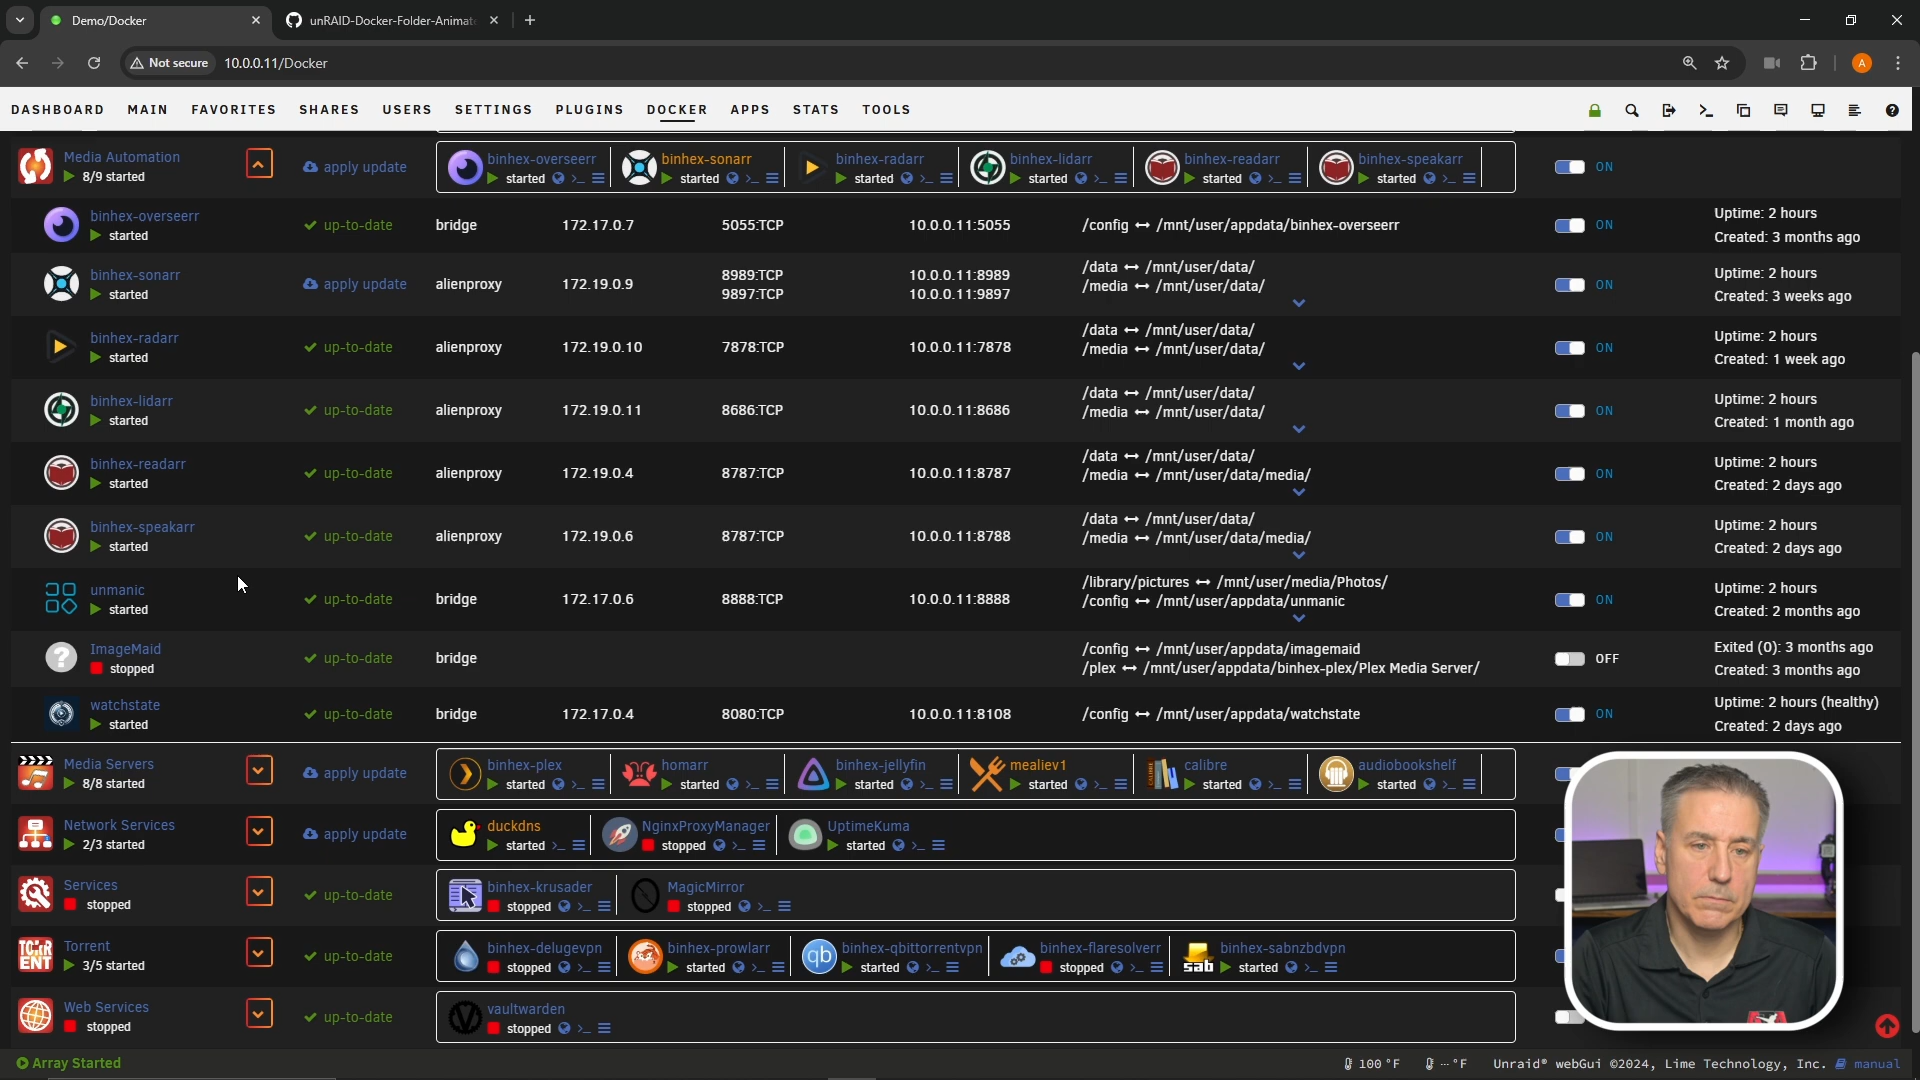 Demo/Docker
unRAID-Docker-Folder-Animat
Not secure
10.0.0.11/Docker
A
DASHBOARD MAIN FAVORITES SHARES USERS SETTINGS PLUGINS DOCKER APPS STATS TOOLS
Media Automation
8/9 started
apply update
binhex-overseerr
started
binhex-sonarr
started
binhex-radarr
started
binhex-lidarr
started
binhex-readarr
started
binhex-speakarr
started
ON
binhex-overseerr
started
up-to-date
bridge
172.17.0.7
5055:TCP
10.0.0.11:5055
/config ↔ /mnt/user/appdata/binhex-overseerr
ON
Uptime: 2 hours
Created: 3 months ago
binhex-sonarr
started
apply update
alienproxy
172.19.0.9
8989:TCP
9897:TCP
10.0.0.11:8989
10.0.0.11:9897
/data ↔ /mnt/user/data/
/media ↔ /mnt/user/data/
ON
Uptime: 2 hours
Created: 3 weeks ago
binhex-radarr
started
up-to-date
alienproxy
172.19.0.10
7878:TCP
10.0.0.11:7878
/data ↔ /mnt/user/data/
/media ↔ /mnt/user/data/
ON
Uptime: 2 hours
Created: 1 week ago
binhex-lidarr
started
up-to-date
alienproxy
172.19.0.11
8686:TCP
10.0.0.11:8686
/data ↔ /mnt/user/data/
/media ↔ /mnt/user/data/
ON
Uptime: 2 hours
Created: 1 month ago
binhex-readarr
started
up-to-date
alienproxy
172.19.0.4
8787:TCP
10.0.0.11:8787
/data ↔ /mnt/user/data/
/media ↔ /mnt/user/data/media/
ON
Uptime: 2 hours
Created: 2 days ago
binhex-speakarr
started
up-to-date
alienproxy
172.19.0.6
8787:TCP
10.0.0.11:8788
/data ↔ /mnt/user/data/
/media ↔ /mnt/user/data/media/
ON
Uptime: 2 hours
Created: 2 days ago
unmanic
started
up-to-date
bridge
172.17.0.6
8888:TCP
10.0.0.11:8888
/library/pictures ↔ /mnt/user/media/Photos/
/config ↔ /mnt/user/appdata/unmanic
ON
Uptime: 2 hours
Created: 2 months ago
ImageMaid
stopped
up-to-date
bridge
/config ↔ /mnt/user/appdata/imagemaid
/plex ↔ /mnt/user/appdata/binhex-plex/Plex Media Server/
OFF
Exited (0): 3 months ago
Created: 3 months ago
watchstate
started
up-to-date
bridge
172.17.0.4
8080:TCP
10.0.0.11:8108
/config ↔ /mnt/user/appdata/watchstate
ON
Uptime: 2 hours (healthy)
Created: 2 days ago
Media Servers
8/8 started
apply update
binhex-plex
started
homarr
started
binhex-jellyfin
started
mealiev1
started
CALIBRE
calibre
started
audiobookshelf
started
Network Services
2/3 started
apply update
duckdns
started
NginxProxyManager
stopped
UptimeKuma
started
Services
stopped
up-to-date
binhex-krusader
stopped
MagicMirror
stopped
TORR
ENT
Torrent
3/5 started
up-to-date
binhex-delugevpn
stopped
binhex-prowlarr
started
qb
binhex-qbittorrentvpn
started
binhex-flaresolverr
stopped
sab
binhex-sabnzbdvpn
started
Web Services
stopped
up-to-date
vaultwarden
stopped
Array Started
100 °F
-- °F
Unraid® webGui ©2024, Lime Technology, Inc.
manual